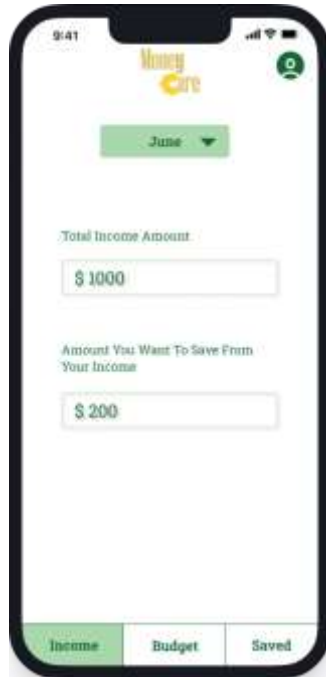 9:41
Money
Care
June
Total Income Amount
$ 1000
Amount You Want To Save From
Your Income
$ 200
Income Budget Saved